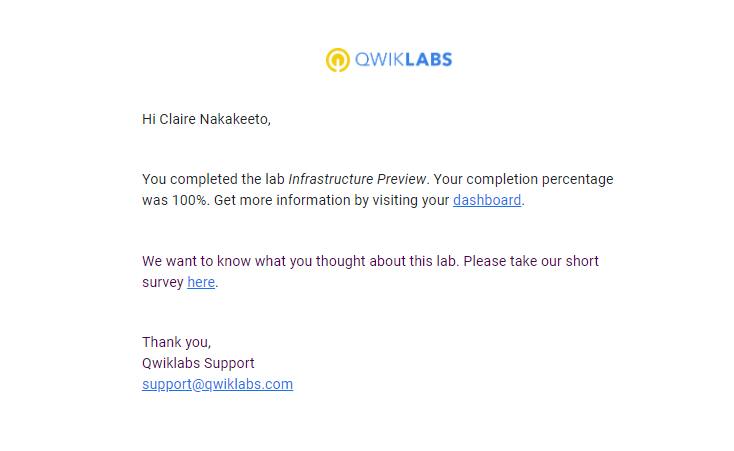 QWIKLABS
Hi Claire Nakakeeto,
You completed the lab Infrastructure Preview. Your completion percentage
was 100%. Get more information by visiting your dashboard.
We want to know what you thought about this lab. Please take our short
survey here.
Thank you,
Qwiklabs Support
support@qwiklabs.com